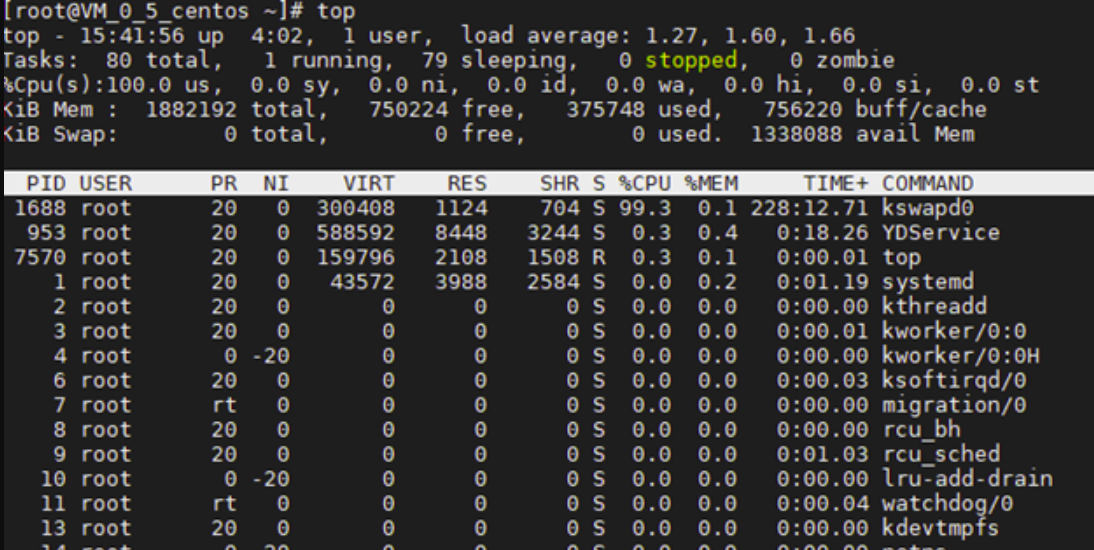 [root@VM_0_5_centos ~]# top
top - 15:41:56 up  4:02,  1 user,  load average: 1.27, 1.60, 1.66
Tasks:  80 total,   1 running,  79 sleeping,   0 stopped,   0 zombie
%Cpu(s):100.0 us,  0.0 sy,  0.0 ni,  0.0 id,  0.0 wa,  0.0 hi,  0.0 si,  0.0 st
KiB Mem :  1882192 total,   750224 free,   375748 used,   756220 buff/cache
KiB Swap:        0 total,        0 free,        0 used.  1338088 avail Mem
PID USER      PR  NI    VIRT    RES    SHR S %CPU %MEM     TIME+ COMMAND
1688 root      20   0  300408   1124    704 S 99.3  0.1 228:12.71 kswapd0
953 root      20   0  588592   8448   3244 S  0.3  0.4   0:18.26 YDService
7570 root      20   0  159796   2108   1508 R  0.3  0.1   0:00.01 top
1 root      20   0   43572   3988   2584 S  0.0  0.2   0:01.19 systemd
2 root      20   0       0      0      0 S  0.0  0.0   0:00.00 kthreadd
3 root      20   0       0      0      0 S  0.0  0.0   0:00.01 kworker/0:0
4 root       0 -20       0      0      0 S  0.0  0.0   0:00.00 kworker/0:0H
6 root      20   0       0      0      0 S  0.0  0.0   0:00.03 ksoftirqd/0
7 root      rt   0       0      0      0 S  0.0  0.0   0:00.00 migration/0
8 root      20   0       0      0      0 S  0.0  0.0   0:00.00 rcu_bh
9 root      20   0       0      0      0 S  0.0  0.0   0:01.03 rcu_sched
10 root       0 -20       0      0      0 S  0.0  0.0   0:00.00 lru-add-drain
11 root      rt   0       0      0      0 S  0.0  0.0   0:00.04 watchdog/0
13 root      20   0       0      0      0 S  0.0  0.0   0:00.00 kdevtmpfs